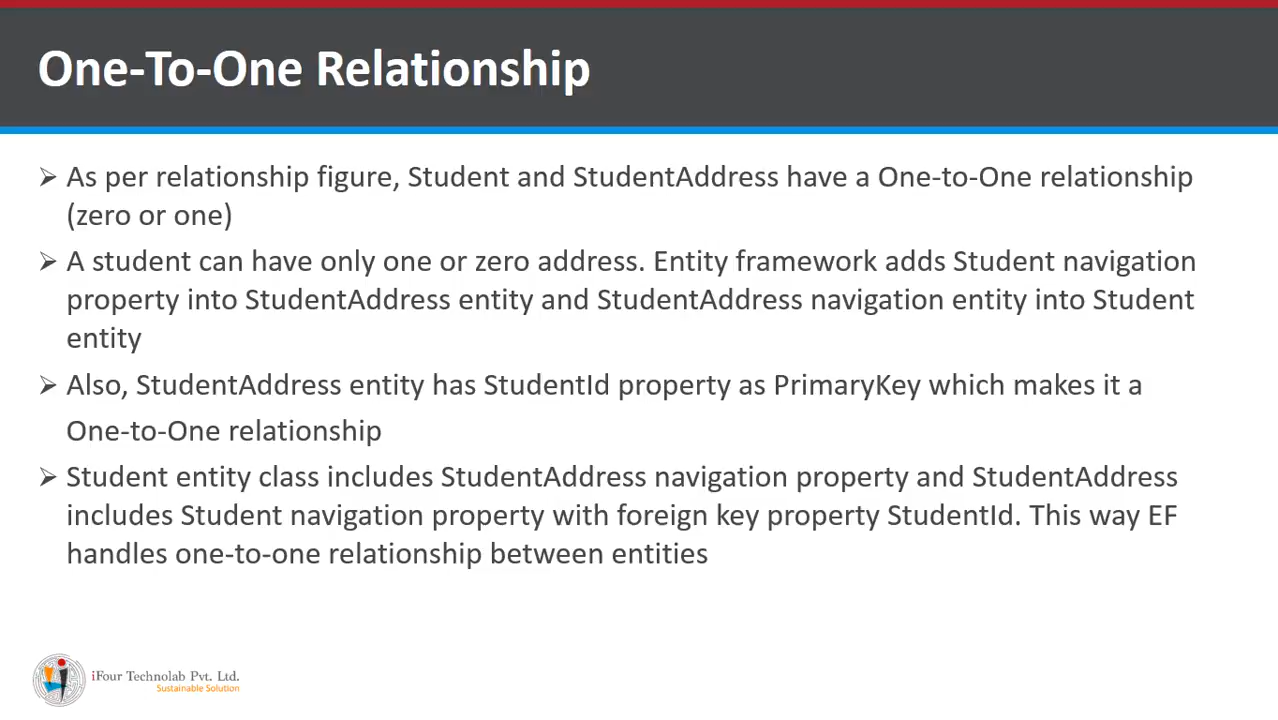 One-To-One Relationship
➢ As per relationship figure, Student and StudentAddress have a One-to-One relationship
(zero or one)
➢ A student can have only one or zero address. Entity framework adds Student navigation
property into StudentAddress entity and StudentAddress navigation entity into Student
entity
➢ Also, StudentAddress entity has StudentId property as PrimaryKey which makes it a
One-to-One relationship
➢ Student entity class includes StudentAddress navigation property and StudentAddress
includes Student navigation property with foreign key property StudentId. This way EF
handles one-to-one relationship between entities
iFour Technolab Pvt. Ltd.
Sustainable Solution